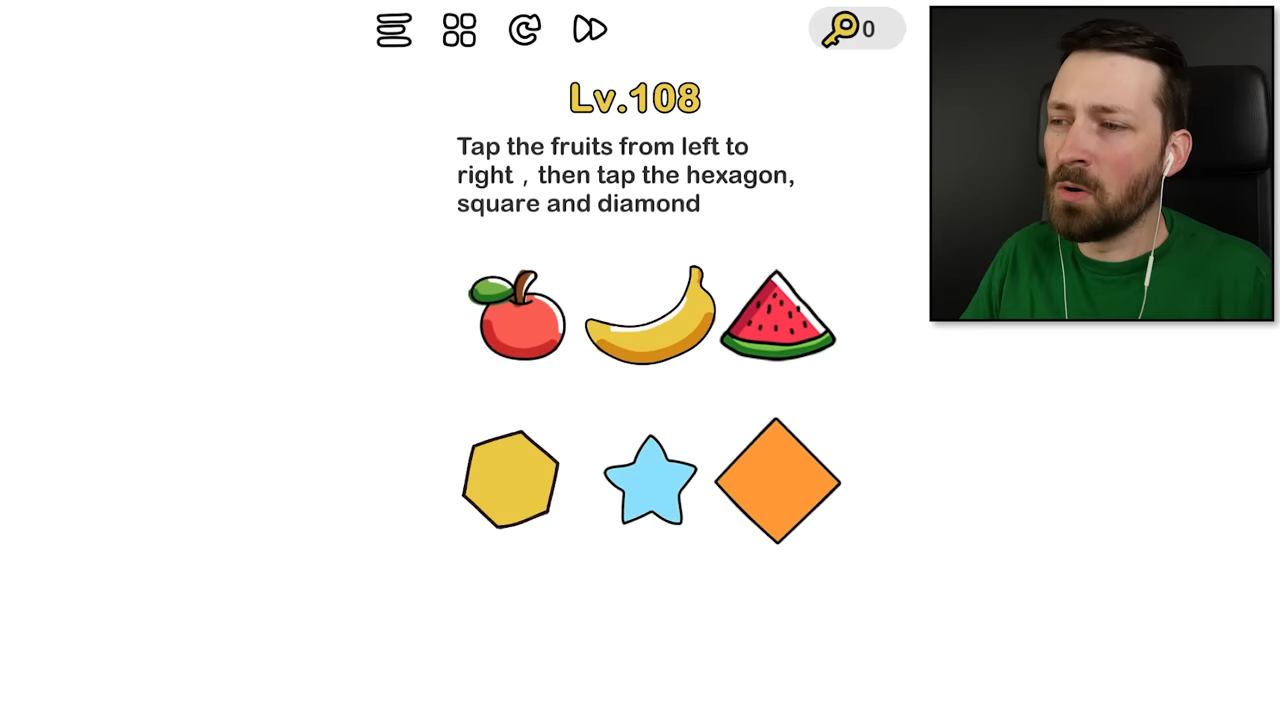 0
Lv.108
Tap the fruits from left to
right , then tap the hexagon,
square and diamond